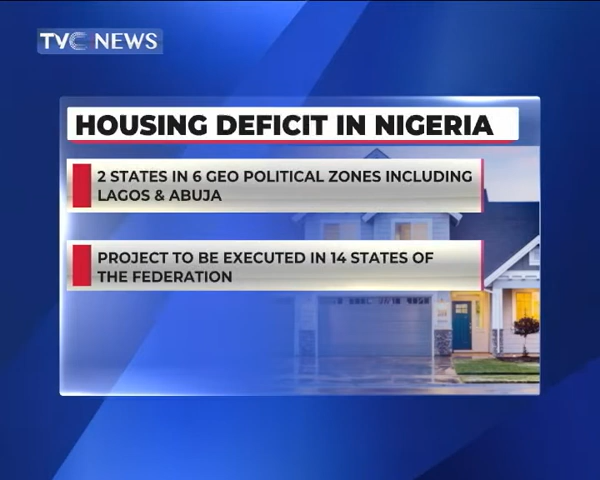 TVC NEWS
HOUSING DEFICIT IN NIGERIA
2 STATES IN 6 GEO POLITICAL ZONES INCLUDING
LAGOS & ABUJA
PROJECT TO BE EXECUTED IN 14 STATES OF
THE FEDERATION